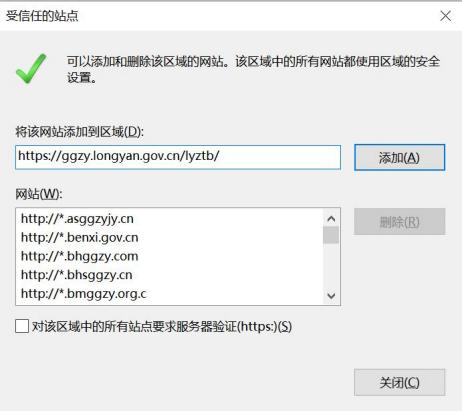 受信任的站点
可以添加和删除该区域的网站。该区域中的所有网站都使用区域的安全
设置。
将该网站添加到区域(D):
https://ggzy.longyan.gov.cn/lyztb/
添加(A)
网站(W):
http://*.asggzyjy.cn
http://*.benxi.gov.cn
http://*.bhggzy.com
http://*.bhsggzy.cn
http://*.bmggzy.org.c
删除(R)
对该区域中的所有站点要求服务器验证(https:)(S)
关闭(C)